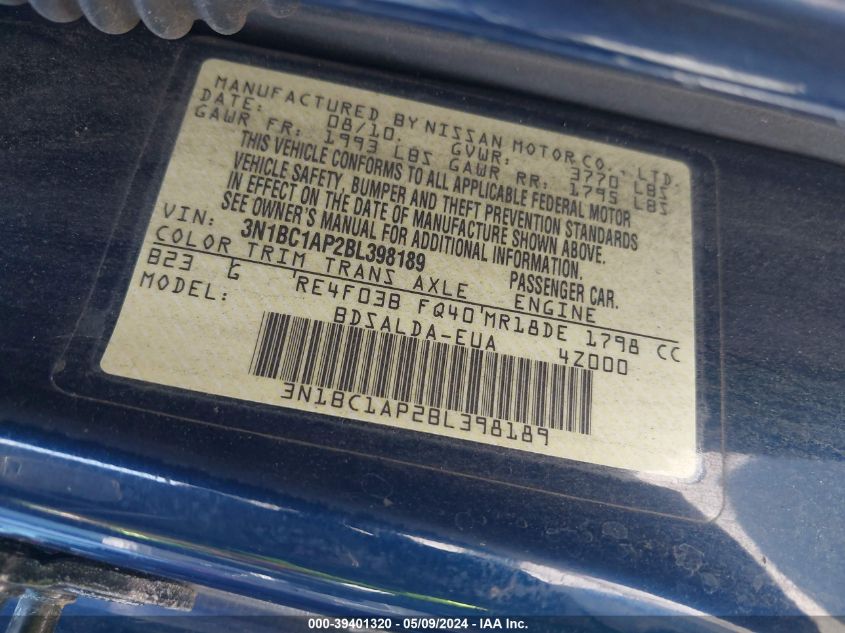 MANUFACTURED BY NISSAN MOTOR CO., LTD.
DATE: 08/10. GVWR: 3770 LBS
GAWR FR: 1993 LBS GAWR RR: 1795 LBS
THIS VEHICLE CONFORMS TO ALL APPLICABLE FEDERAL MOTOR
VEHICLE SAFETY, BUMPER AND THEFT PREVENTION STANDARDS
IN EFFECT ON THE DATE OF MANUFACTURE SHOWN ABOVE.
SEE OWNER'S MANUAL FOR ADDITIONAL INFORMATION.
VIN: 3N1BC1AP2BL398189 PASSENGER CAR.
COLOR TRIM TRANS AXLE ENGINE
B23 G RE4F03B FQ40 MR18DE 1798 CC
MODEL: BDSALDA-EUA 4Z000
3N1BC1AP2BL398189
000-39401320 - 05/09/2024 - IAAI Inc.